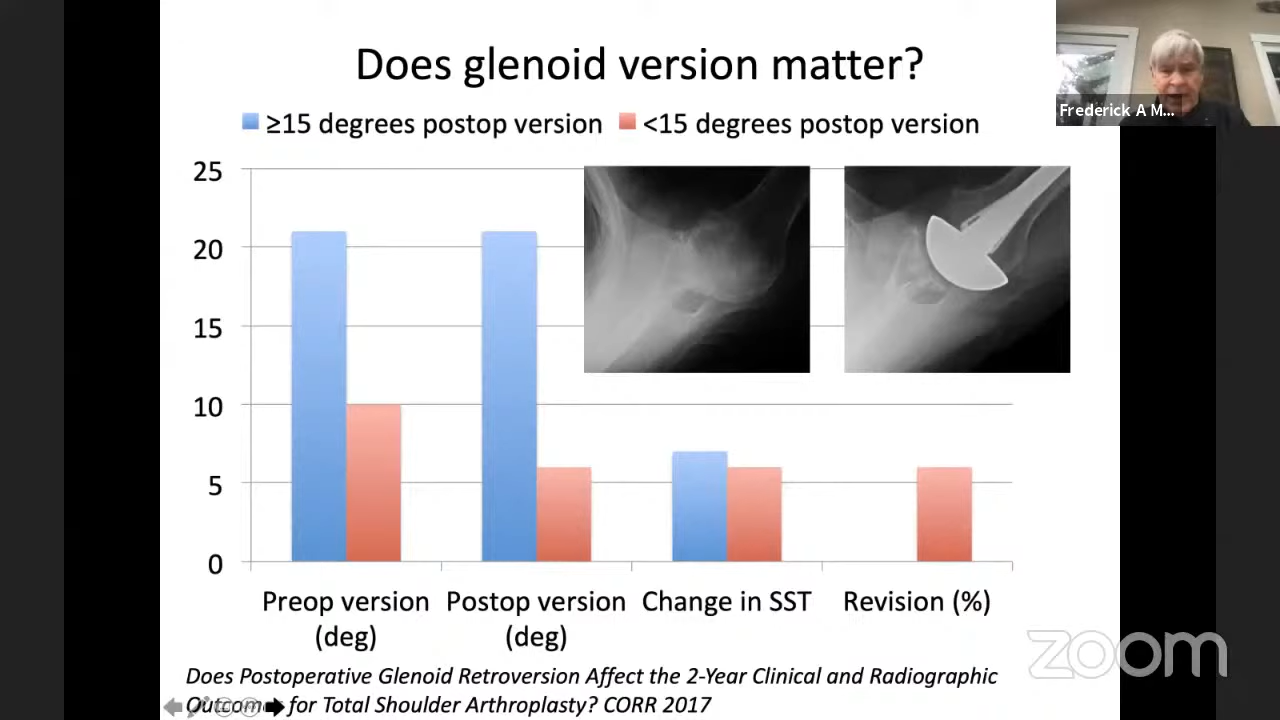 Does glenoid version matter?
≥15 degrees postop version <15 degrees postop version
Frederick A M...
25
20
15
10
5
0
Preop version (deg)
Postop version (deg)
Change in SST
Revision (%)
Does Postoperative Glenoid Retroversion Affect the 2-Year Clinical and Radiographic
for Total Shoulder Arthroplasty? CORR 2017
zoom